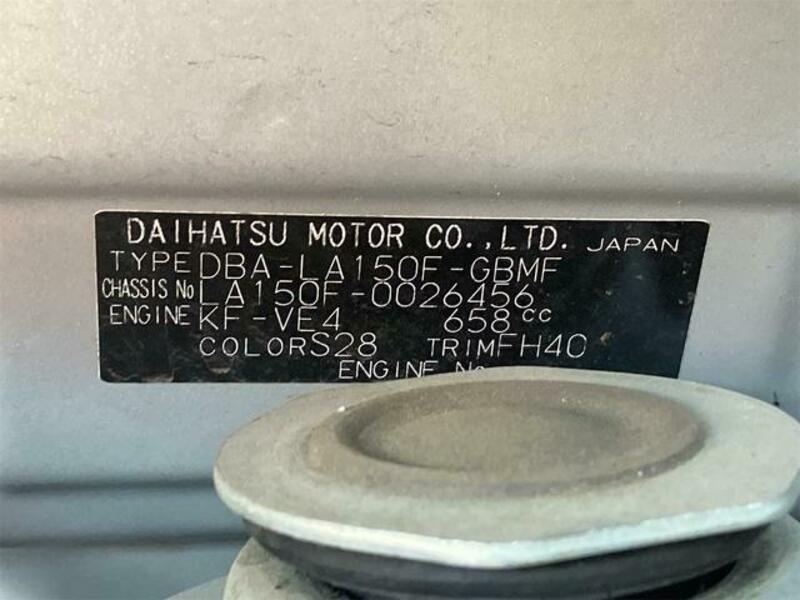 DAIHATSU MOTOR CO.,LTD. JAPAN
TYPE DBA-LA150F-GBMF
CHASSIS No LA150F-0026456
ENGINE KF-VE4 658cc
COLOR S28 TRIM FH40
ENGINE No